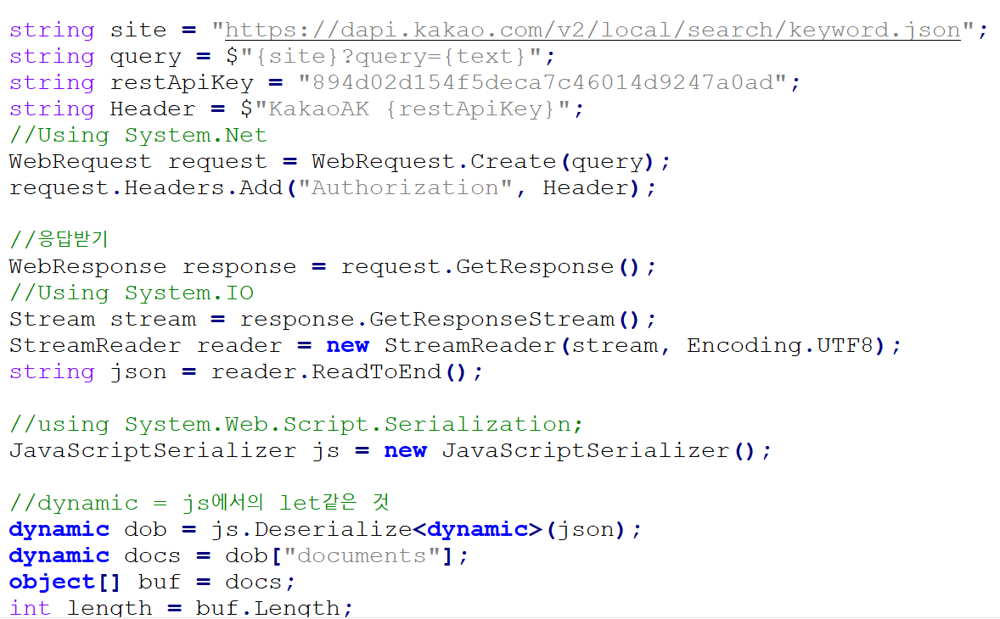 string site = "https://dapi.kakao.com/v2/local/search/keyword.json";
string query = $"{site}?query={text}";
string restApiKey = "894d02d154f5deca7c46014d9247a0ad";
string Header = $"KakaoAK {restApiKey}";
//Using System.Net
WebRequest request = WebRequest.Create(query);
request.Headers.Add("Authorization", Header);
//응답받기
WebResponse response = request.GetResponse();
//Using System.IO
Stream stream = response.GetResponseStream();
StreamReader reader = new StreamReader(stream, Encoding.UTF8);
string json = reader.ReadToEnd();
//using System.Web.Script.Serialization;
JavaScriptSerializer js = new JavaScriptSerializer();
//dynamic = js에서의 let같은 것
dynamic dob = js.Deserialize<dynamic>(json);
dynamic docs = dob["documents"];
object[] buf = docs;
int length = buf.Length;